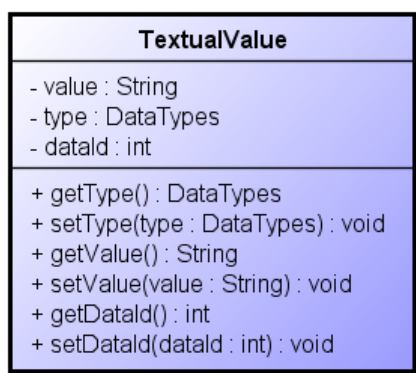 TextualValue
- value : String
- type : DataTypes
- dataId : int
+ getType() : DataTypes
+ setType(type : DataTypes) : void
+ getValue() : String
+ setValue(value : String) : void
+ getDataId() : int
+ setDataId(dataId : int) : void